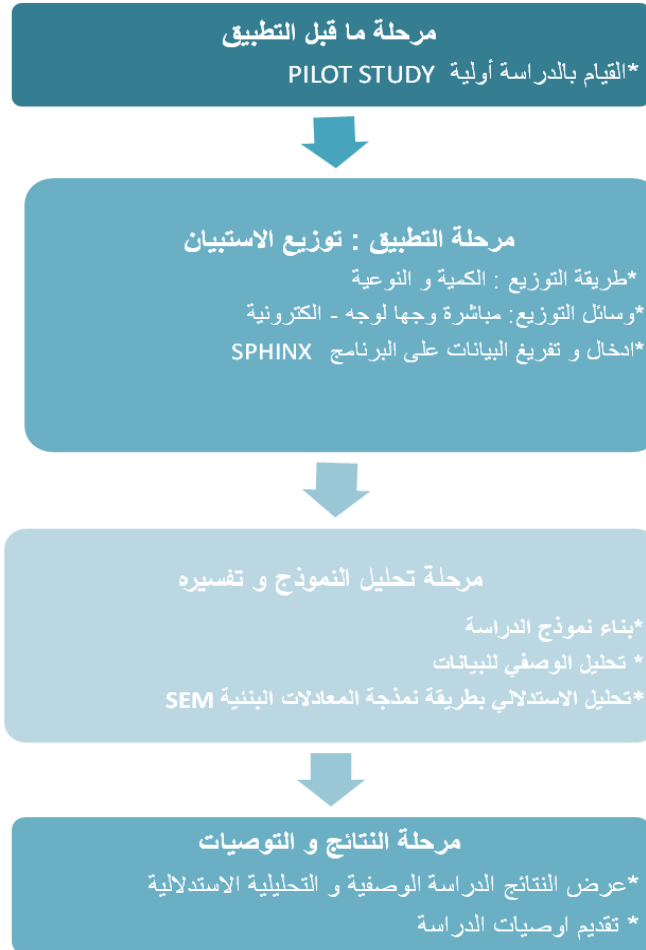 مرحلة ما قبل التطبيق
*القيام بالدراسة أولية PILOT STUDY
مرحلة التطبيق : توزيع الاستبيان
*طريقة التوزيع : الكمية و النوعية
*وسائل التوزيع: مباشرة وجها لوجه - الكترونية
*ادخال و تفريغ البيانات على البرنامج SPHINX
مرحلة تحليل النموذج و تفسيره
*بناء نموذج الدراسة
* تحليل الوصفي للبيانات
*تحليل الاستدلالي بطريقة نمذجة المعادلات البنئية SEM
مرحلة النتائج و التوصيات
*عرض النتائج الدراسة الوصفية و التحليلية الاستدلالية
* تقديم اوصيات الدراسة